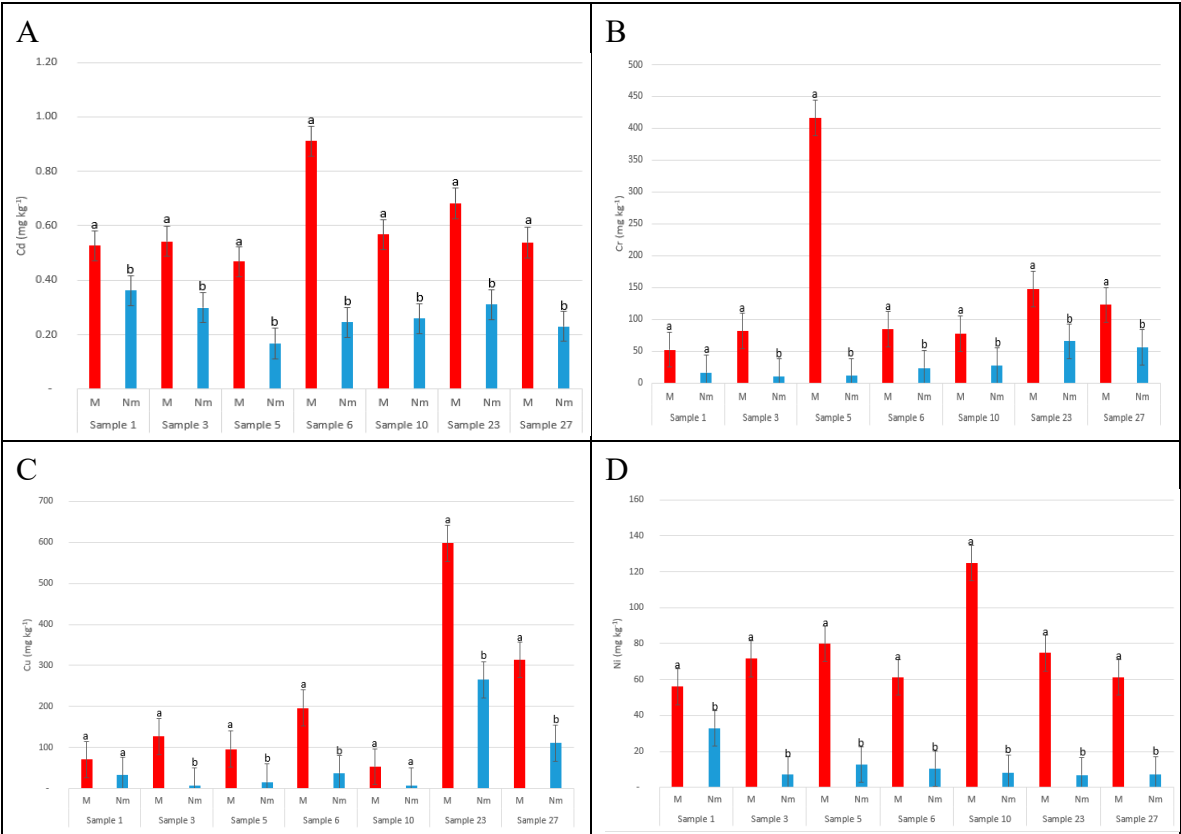 A
1.20
1.00
0.80
0.60
0.40
0.20
-
Cd (mg kg⁻¹)
a b a b a b a b a b a b a b
M Nm M Nm M Nm M Nm M Nm M Nm M Nm
Sample 1 Sample 3 Sample 5 Sample 6 Sample 10 Sample 23 Sample 27
B
500
450
400
350
300
250
200
150
100
50
0
Cr (mg kg⁻¹)
a a a b a b a b a b a b a b
M Nm M Nm M Nm M Nm M Nm M Nm M Nm
Sample 1 Sample 3 Sample 5 Sample 6 Sample 10 Sample 23 Sample 27
C
700
600
500
400
300
200
100
-
Cu (mg kg⁻¹)
a a a b a b a b a a a b a b
M Nm M Nm M Nm M Nm M Nm M Nm M Nm
Sample 1 Sample 3 Sample 5 Sample 6 Sample 10 Sample 23 Sample 27
D
160
140
120
100
80
60
40
20
-
Ni (mg kg⁻¹)
a b a b a b a b a b a b a b
M Nm M Nm M Nm M Nm M Nm M Nm M Nm
Sample 1 Sample 3 Sample 5 Sample 6 Sample 10 Sample 23 Sample 27